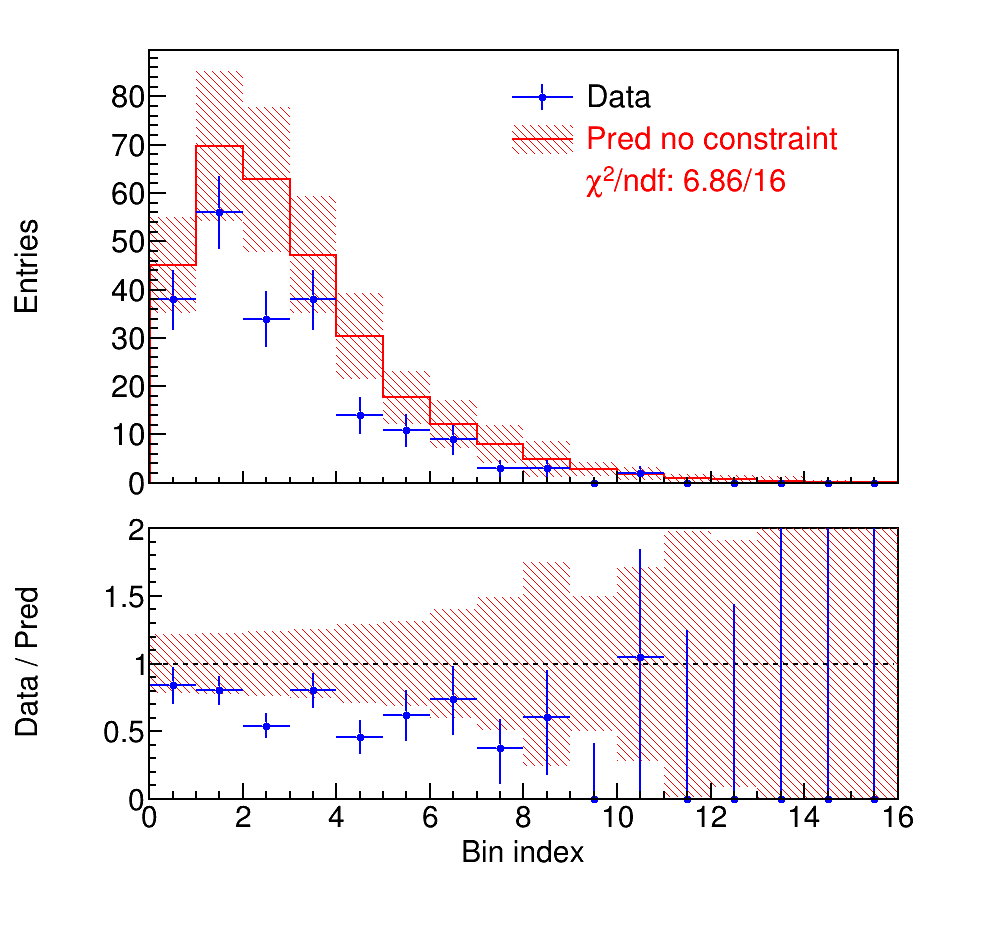 Entries
80
70
60
50
40
30
20
10
0
Data
Pred no constraint
χ²/ndf: 6.86/16
Data / Pred
2
1.5
1
0.5
0
0 2 4 6 8 10 12 14 16
Bin index